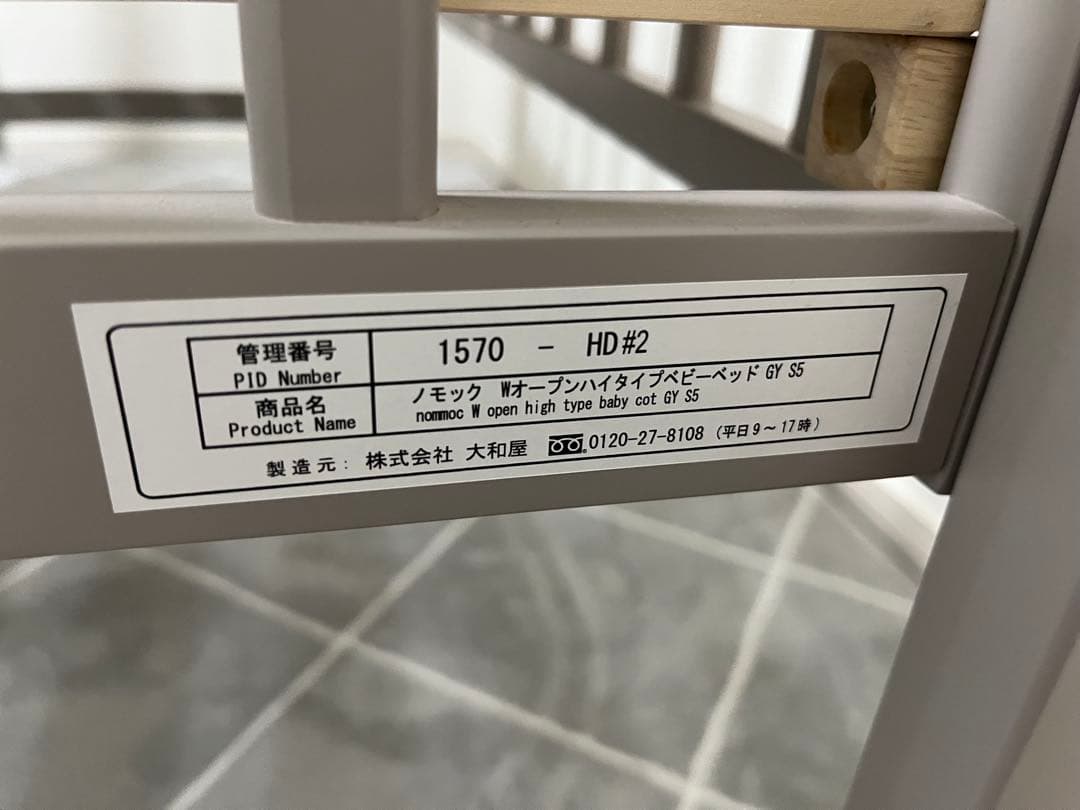 管理番号
PID Number
1570 - HD#2
商品名
Product Name
ノモック Wオープンハイタイプベビーベッド GY S5
nommoc W open high type baby cot GY S5
製造元: 株式会社 大和屋 0120-27-8108 (平日9～17時)